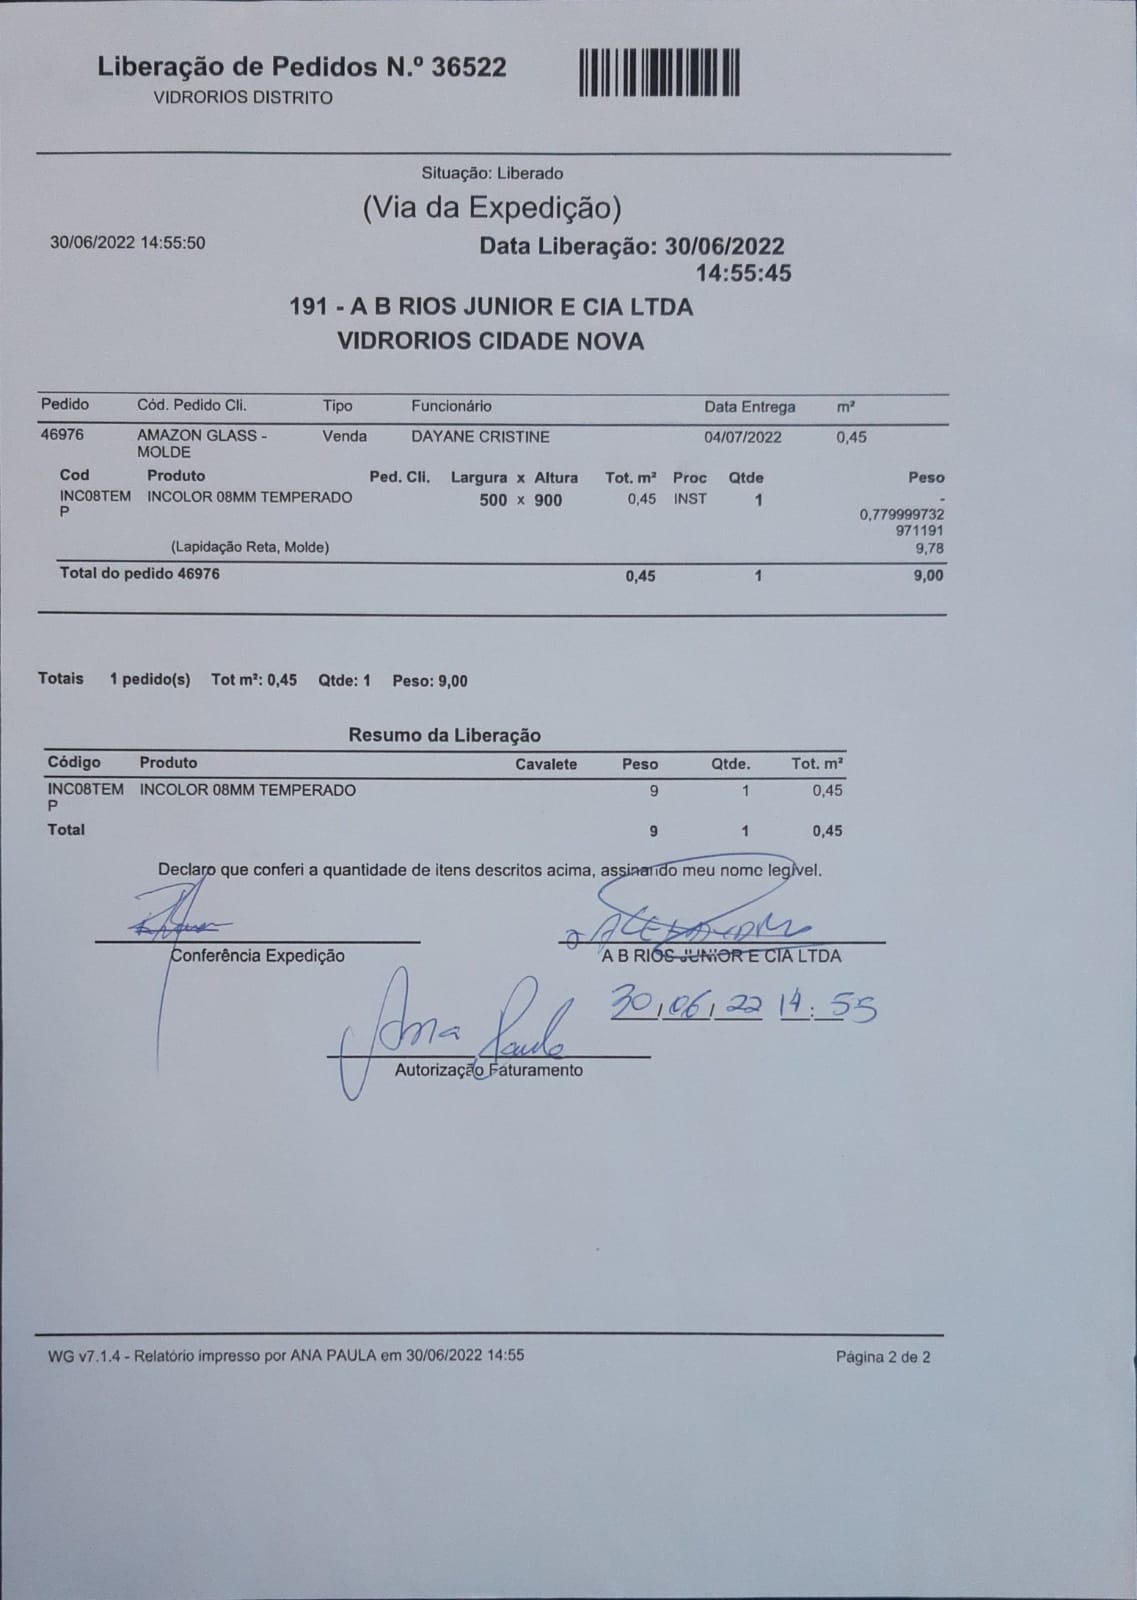 Liberação de Pedidos N.º 36522
VIDRORIOS DISTRITO
Situação: Liberado
(Via da Expedição)
30/06/2022 14:55:50
Data Liberação: 30/06/2022
14:55:45
191 - A B RIOS JUNIOR E CIA LTDA
VIDRORIOS CIDADE NOVA
Pedido Cód. Pedido Cli. Tipo Funcionário Data Entrega m²
46976 AMAZON GLASS - Venda DAYANE CRISTINE 04/07/2022 0,45
MOLDE
Cod Produto Ped. Cli. Largura x Altura Tot. m² Proc Qtde Peso
INC08TEM INCOLOR 08MM TEMPERADO 500 x 900 0,45 INST 1 -
P 0,779999732
971191
(Lapidação Reta, Molde) 9,78
Total do pedido 46976 0,45 1 9,00
Totais 1 pedido(s) Tot m²: 0,45 Qtde: 1 Peso: 9,00
Resumo da Liberação
Código Produto Cavalete Peso Qtde. Tot. m²
INC08TEM INCOLOR 08MM TEMPERADO 9 1 0,45
P
Total 9 1 0,45
Declaro que conferi a quantidade de itens descritos acima, assinando meu nome legível.
Conferência Expedição
A B RIOS JUNIOR E CIA LTDA
30/06/22 14:55
Ana Paula
Autorização Faturamento
WG v7.1.4 - Relatório impresso por ANA PAULA em 30/06/2022 14:55
Página 2 de 2